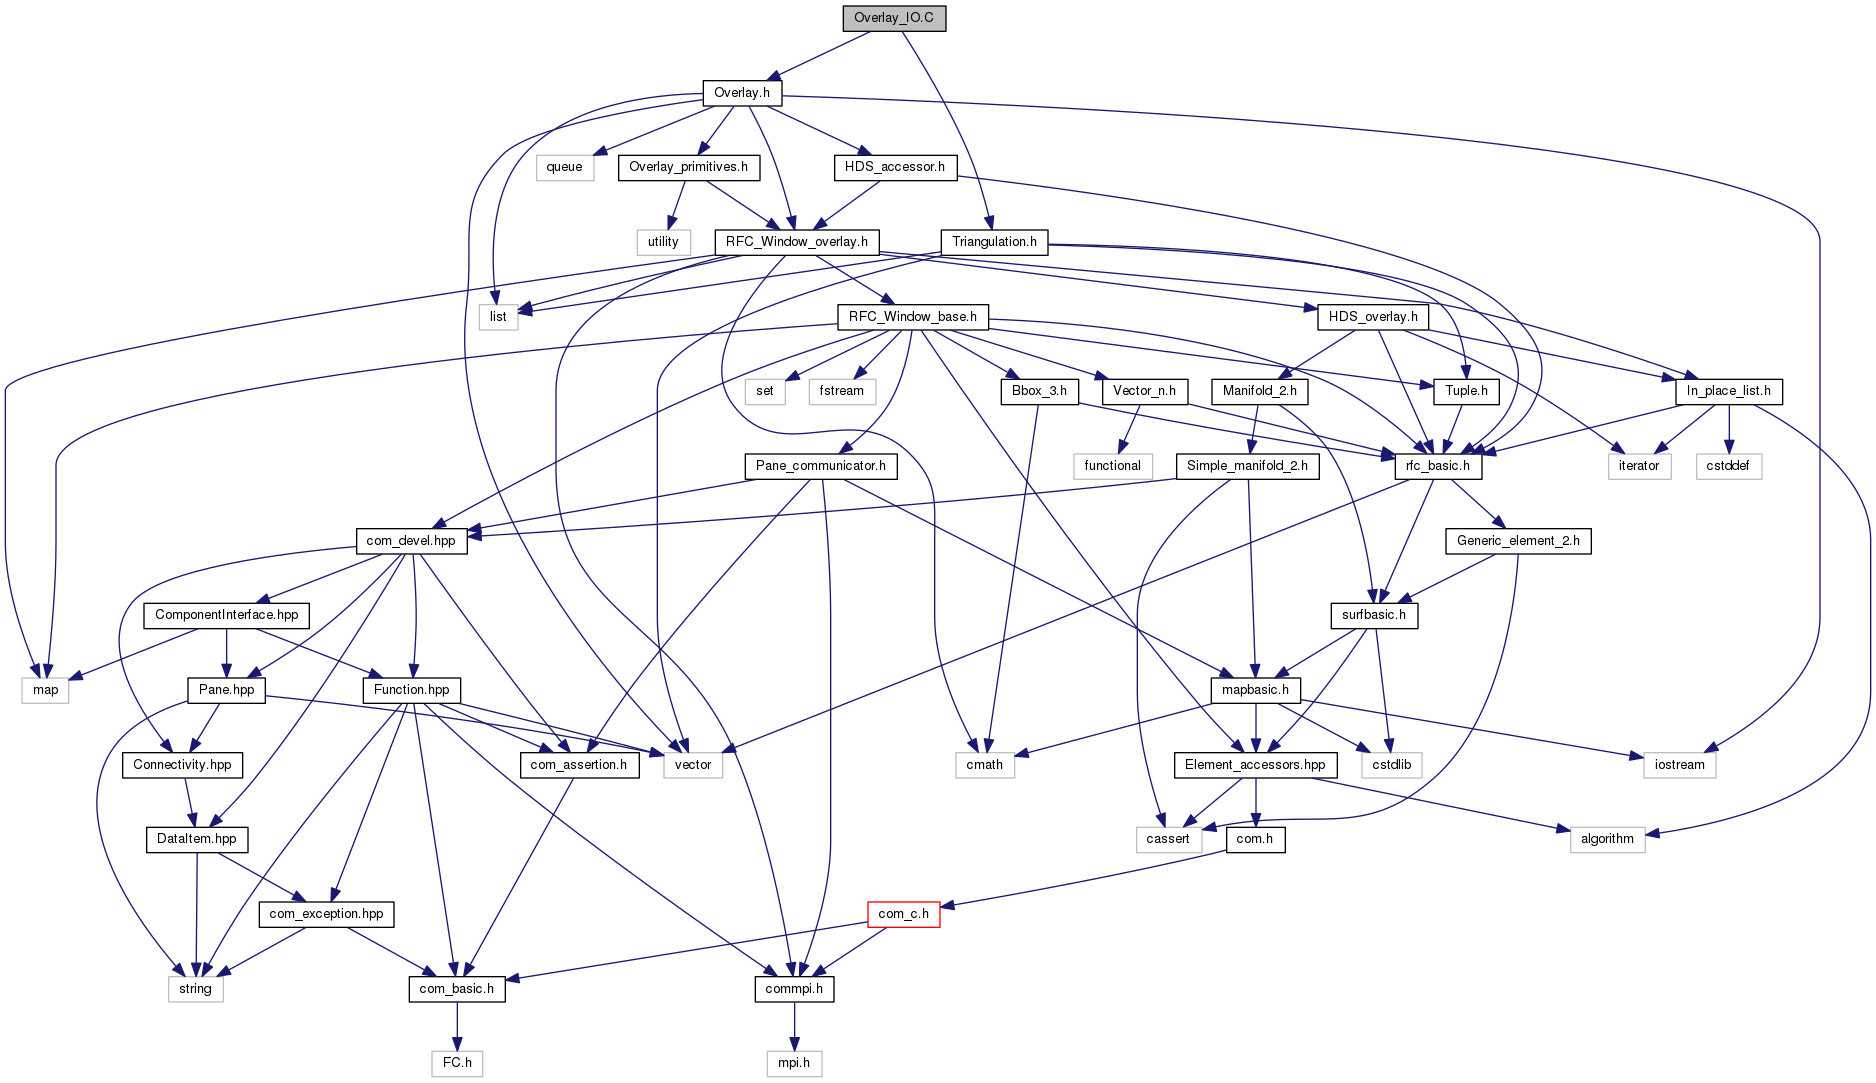 Overlay_IO.C
Overlay.h
queue
Overlay_primitives.h
HDS_accessor.h
utility
RFC_Window_overlay.h
Triangulation.h
list
RFC_Window_base.h
HDS_overlay.h
set
fstream
Bbox_3.h
Vector_n.h
Manifold_2.h
Tuple.h
In_place_list.h
Pane_communicator.h
functional
Simple_manifold_2.h
rfc_basic.h
iterator
cstddef
com_devel.hpp
Generic_element_2.h
ComponentInterface.hpp
surfbasic.h
map
Pane.hpp
Function.hpp
mapbasic.h
Connectivity.hpp
com_assertion.h
vector
cmath
Element_accessors.hpp
cstdlib
iostream
DataItem.hpp
cassert
com.h
algorithm
com_exception.hpp
com_c.h
string
com_basic.h
commpi.h
FC.h
mpi.h